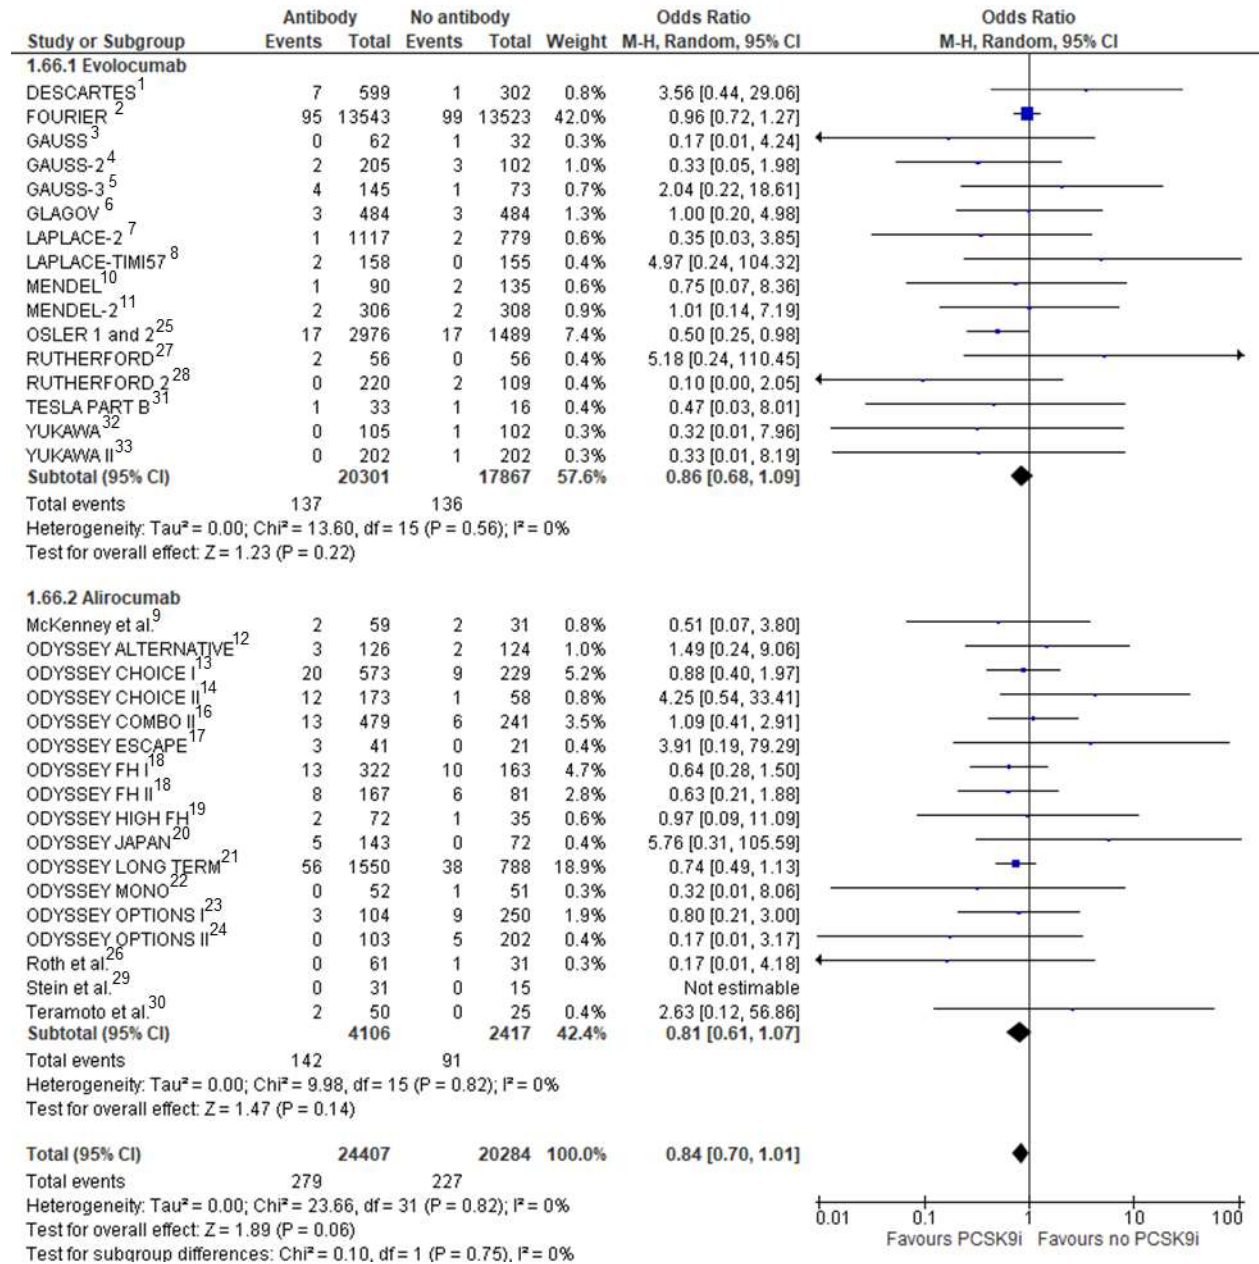 Antibody No antibody Odds Ratio Odds Ratio
Study or Subgroup Events Total Events Total Weight M-H, Random, 95% CI M-H, Random, 95% CI
1.66.1 Evolocumab
DESCARTES1 7 599 1 302 0.8% 3.56 [0.44, 29.06]
FOURIER 2 95 13543 99 13523 42.0% 0.96 [0.72, 1.27]
GAUSS 3 0 62 1 32 0.3% 0.17 [0.01, 4.24]
GAUSS-2 4 2 205 3 102 1.0% 0.33 [0.05, 1.98]
GAUSS-3 5 4 145 1 73 0.7% 2.04 [0.22, 18.61]
GLAGOV 6 3 484 3 484 1.3% 1.00 [0.20, 4.98]
LAPLACE-2 7 1 1117 2 779 0.6% 0.35 [0.03, 3.85]
LAPLACE-TIMI57 8 2 158 0 155 0.4% 4.97 [0.24, 104.32]
MENDEL10 1 90 2 135 0.6% 0.75 [0.07, 8.36]
MENDEL-2 11 2 306 2 308 0.9% 1.01 [0.14, 7.19]
OSLER 1 and 2 25 17 2976 17 1489 7.4% 0.50 [0.25, 0.98]
RUTHERFORD27 2 56 0 56 0.4% 5.18 [0.24, 110.45]
RUTHERFORD 2 28 0 220 2 109 0.4% 0.10 [0.00, 2.05]
TESLA PART B31 1 33 1 16 0.4% 0.47 [0.03, 8.01]
YUKAWA32 0 105 1 102 0.3% 0.32 [0.01, 7.96]
YUKAWA II33 0 202 1 202 0.3% 0.33 [0.01, 8.19]
Subtotal (95% CI) 20301 17867 57.6% 0.86 [0.68, 1.09]
Total events 137 136
Heterogeneity: Tau² = 0.00; Chi² = 13.60, df = 15 (P = 0.56); I² = 0%
Test for overall effect: Z = 1.23 (P = 0.22)
1.66.2 Alirocumab
McKenney et al.9 2 59 2 31 0.8% 0.51 [0.07, 3.80]
ODYSSEY ALTERNATIVE12 3 126 2 124 1.0% 1.49 [0.24, 9.06]
ODYSSEY CHOICE I13 20 573 9 229 5.2% 0.88 [0.40, 1.97]
ODYSSEY CHOICE II14 12 173 1 58 0.8% 4.25 [0.54, 33.41]
ODYSSEY COMBO II16 13 479 6 241 3.5% 1.09 [0.41, 2.91]
ODYSSEY ESCAPE17 3 41 0 21 0.4% 3.91 [0.19, 79.29]
ODYSSEY FH I18 13 322 10 163 4.7% 0.64 [0.28, 1.50]
ODYSSEY FH II18 8 167 6 81 2.8% 0.63 [0.21, 1.88]
ODYSSEY HIGH FH19 2 72 1 35 0.6% 0.97 [0.09, 11.09]
ODYSSEY JAPAN20 5 143 0 72 0.4% 5.76 [0.31, 105.59]
ODYSSEY LONG TERM21 56 1550 38 788 18.9% 0.74 [0.49, 1.13]
ODYSSEY MONO22 0 52 1 51 0.3% 0.32 [0.01, 8.06]
ODYSSEY OPTIONS I23 3 104 9 250 1.9% 0.80 [0.21, 3.00]
ODYSSEY OPTIONS II24 0 103 5 202 0.4% 0.17 [0.01, 3.17]
Roth et al.26 0 61 1 31 0.3% 0.17 [0.01, 4.18]
Stein et al.29 0 31 0 15 Not estimable
Teramoto et al.30 2 50 0 25 0.4% 2.63 [0.12, 56.86]
Subtotal (95% CI) 4106 2417 42.4% 0.81 [0.61, 1.07]
Total events 142 91
Heterogeneity: Tau² = 0.00; Chi² = 9.98, df = 15 (P = 0.82); I² = 0%
Test for overall effect: Z = 1.47 (P = 0.14)
Total (95% CI) 24407 20284 100.0% 0.84 [0.70, 1.01]
Total events 279 227
Heterogeneity: Tau² = 0.00; Chi² = 23.66, df = 31 (P = 0.82); I² = 0%
Test for overall effect: Z = 1.89 (P = 0.06)
Test for subgroup differences: Chi² = 0.10, df = 1 (P = 0.75), I² = 0%
0.01 0.1 1 10 100
Favours PCSK9i Favours no PCSK9i